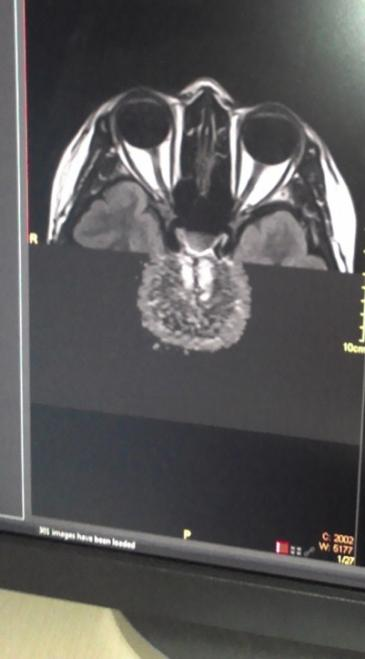 R
10cm
305 images have been loaded
P
C: 2002
W: 5177
1/27